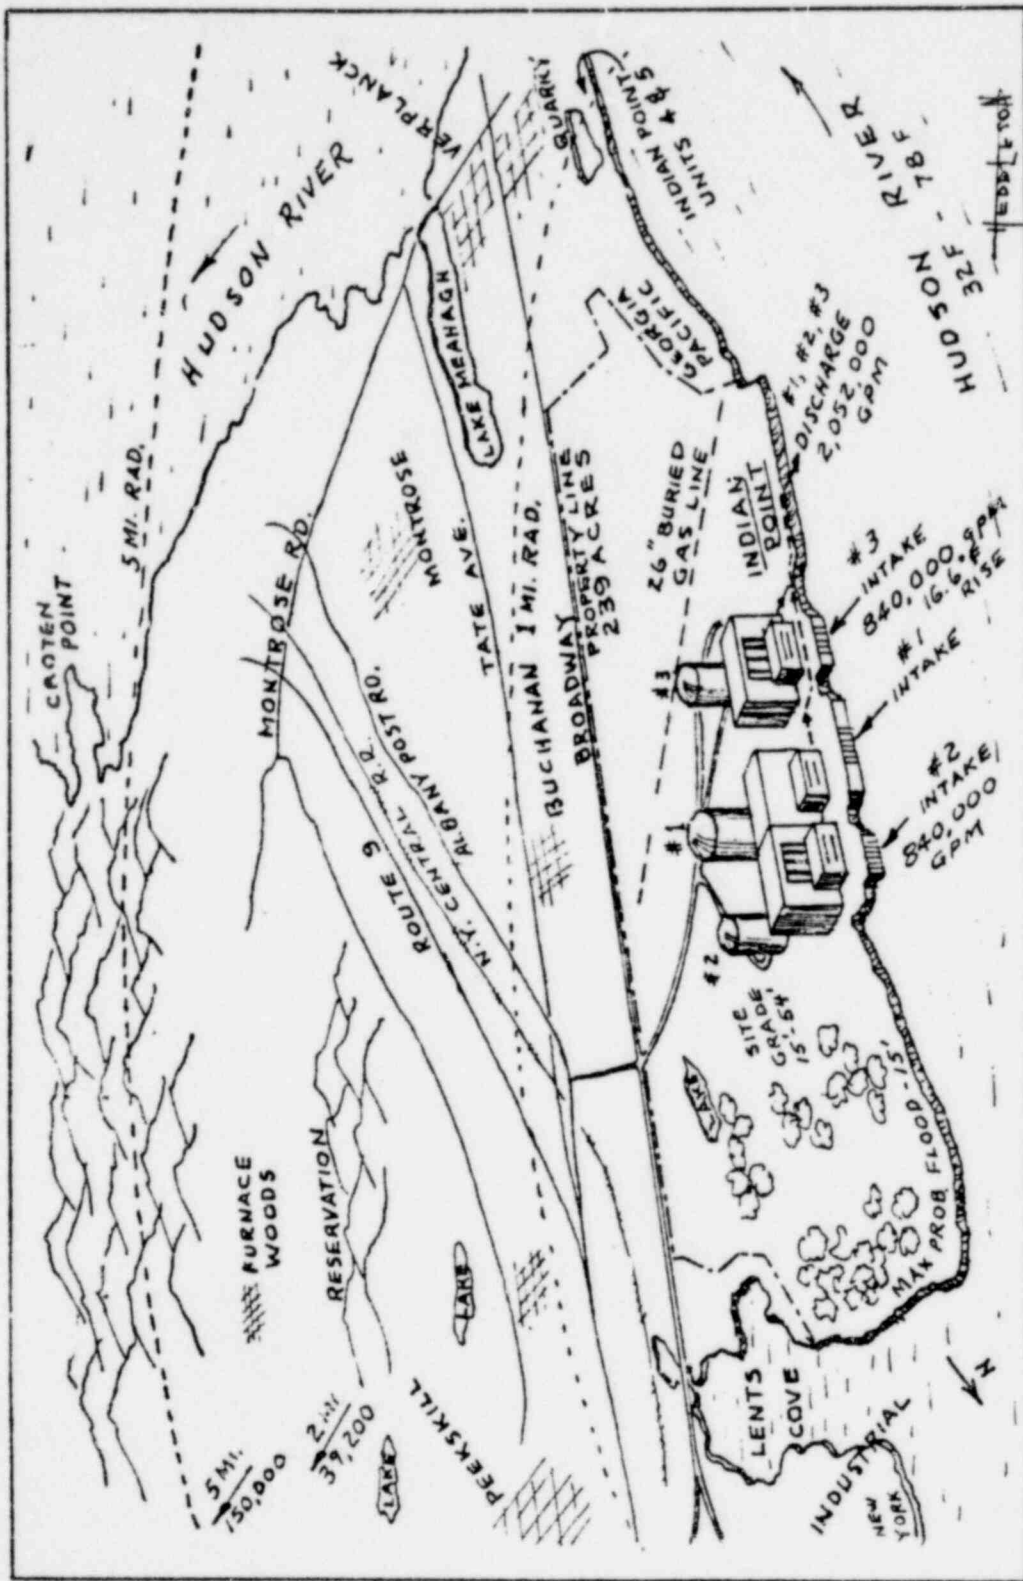 CROTEN
POINT
5 MI. RAD.
HUDSON RIVER
VERPLANCK
MONTROSE RD.
MONTROSE
LAKE MEAHAGH
QUARRY
INDIAN POINT
UNITS 4 & 5
FURNACE
WOODS
RESERVATION
ROUTE 9
N.Y. CENTRAL R.R.
ALBANY POST RD.
TATE AVE.
BUCHANAN 1 MI. RAD.
BROADWAY
PROPERTY LINE
239 ACRES
GEORGIA
PACIFIC
26" BURIED
GAS LINE
INDIAN
POINT
5 MI.
150,000
2 MI
39,200
LAKE
LAKE
PEEKSKILL
LAKE
SITE
GRADE
15'-54'
#2
#1
#3
LENTS
COVE
MAX PROB FLOOD-15'
INDUSTRIAL
NEW
YORK
N
#2
INTAKE
840,000
GPM
#1
INTAKE
#3
INTAKE
840,000 GPM
RISE
#1, #2, #3
DISCHARGE
2,052,000
GPM
HUDSON RIVER
32F - 78F